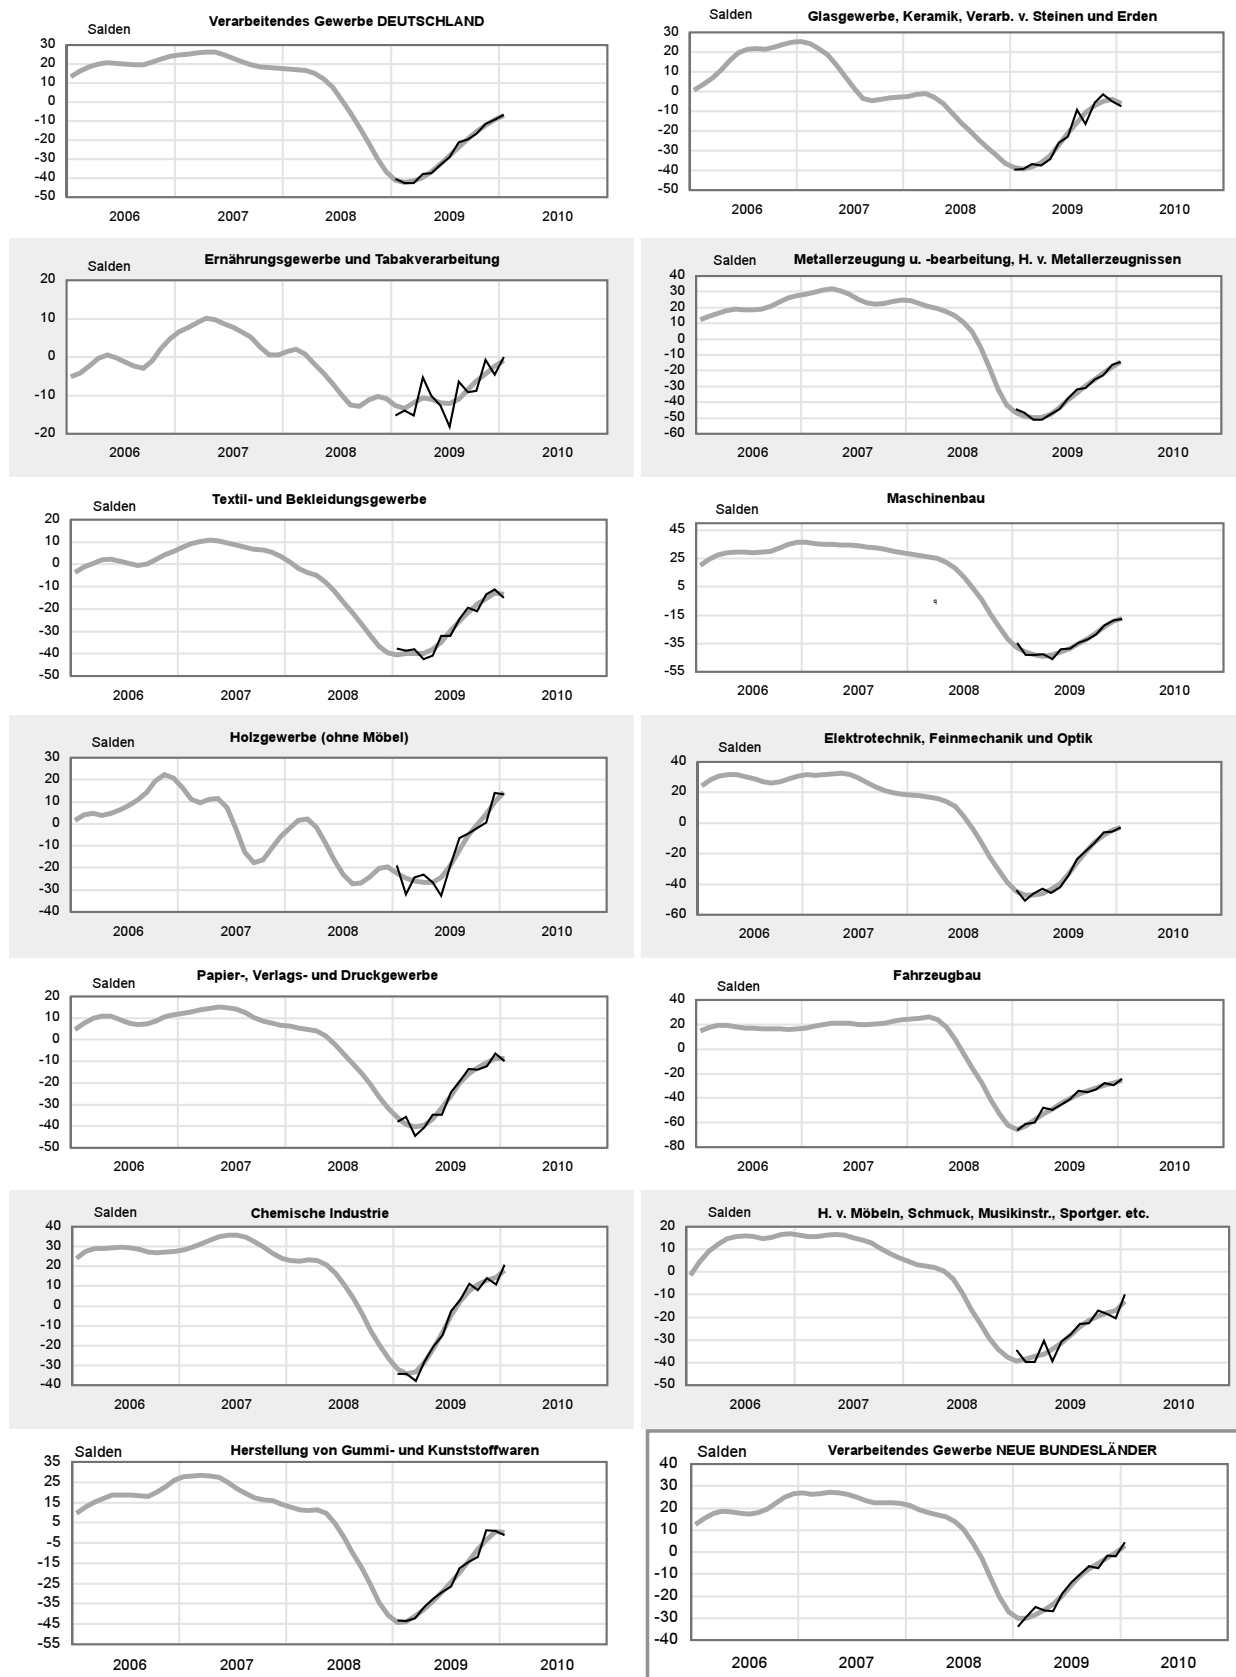 Verarbeitendes Gewerbe DEUTSCHLAND
Salden
30
20
10
0
-10
-20
-30
-40
-50
2006 2007 2008 2009 2010
Glasgewerbe, Keramik, Verarb. v. Steinen und Erden
Salden
30
20
10
0
-10
-20
-30
-40
-50
2006 2007 2008 2009 2010
Ernährungsgewerbe und Tabakverarbeitung
Salden
20
10
0
-10
-20
2006 2007 2008 2009 2010
Metallerzeugung u. -bearbeitung, H. v. Metallerzeugnissen
Salden
40
30
20
10
0
-10
-20
-30
-40
-50
-60
2006 2007 2008 2009 2010
Textil- und Bekleidungsgewerbe
Salden
20
10
0
-10
-20
-30
-40
-50
2006 2007 2008 2009 2010
Maschinenbau
Salden
45
25
5
-15
-35
-55
2006 2007 2008 2009 2010
Holzgewerbe (ohne Möbel)
Salden
30
20
10
0
-10
-20
-30
-40
2006 2007 2008 2009 2010
Elektrotechnik, Feinmechanik und Optik
Salden
40
20
0
-20
-40
-60
2006 2007 2008 2009 2010
Papier-, Verlags- und Druckgewerbe
Salden
20
10
0
-10
-20
-30
-40
-50
2006 2007 2008 2009 2010
Fahrzeugbau
Salden
40
20
0
-20
-40
-60
-80
2006 2007 2008 2009 2010
Chemische Industrie
Salden
40
30
20
10
0
-10
-20
-30
-40
2006 2007 2008 2009 2010
H. v. Möbeln, Schmuck, Musikinstr., Sportger. etc.
Salden
20
10
0
-10
-20
-30
-40
-50
2006 2007 2008 2009 2010
Herstellung von Gummi- und Kunststoffwaren
Salden
35
25
15
5
-5
-15
-25
-35
-45
-55
2006 2007 2008 2009 2010
Verarbeitendes Gewerbe NEUE BUNDESLÄNDER
Salden
40
30
20
10
0
-10
-20
-30
-40
2006 2007 2008 2009 2010